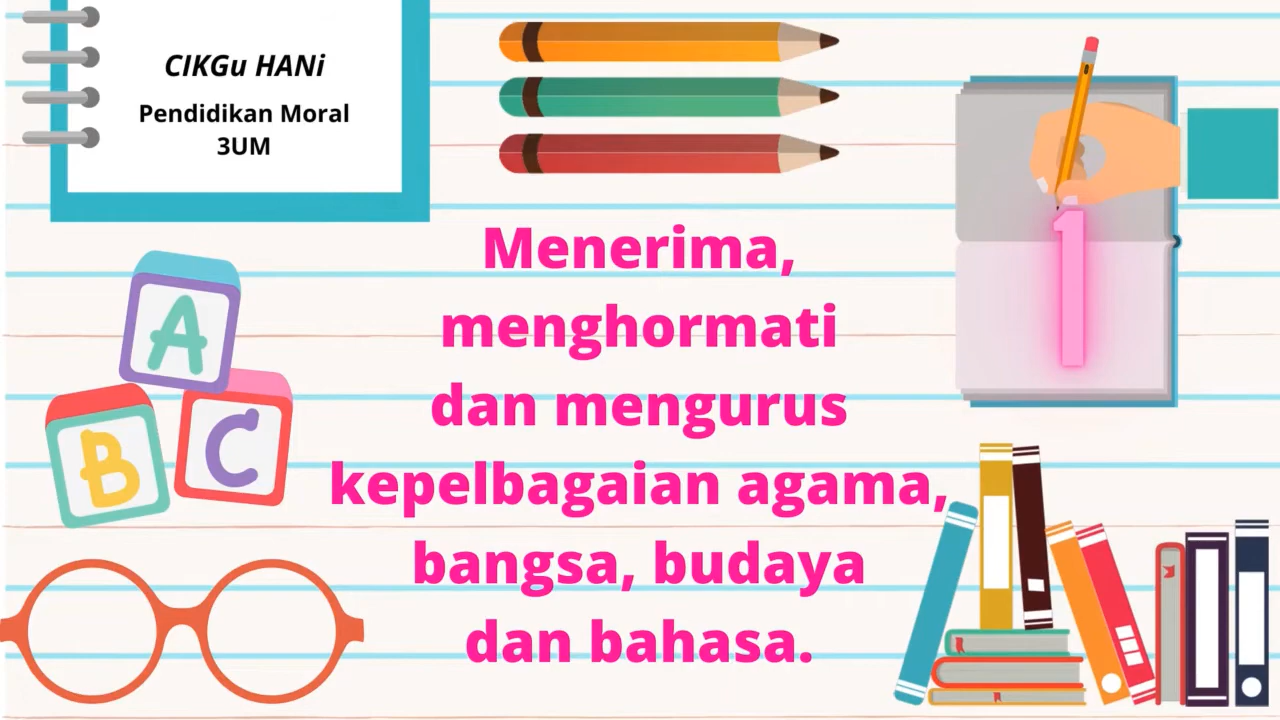 CIKGu HANi
Pendidikan Moral
3UM
Menerima,
menghormati
dan mengurus
kepelbagaian agama,
bangsa, budaya
dan bahasa.
1
A
B
C